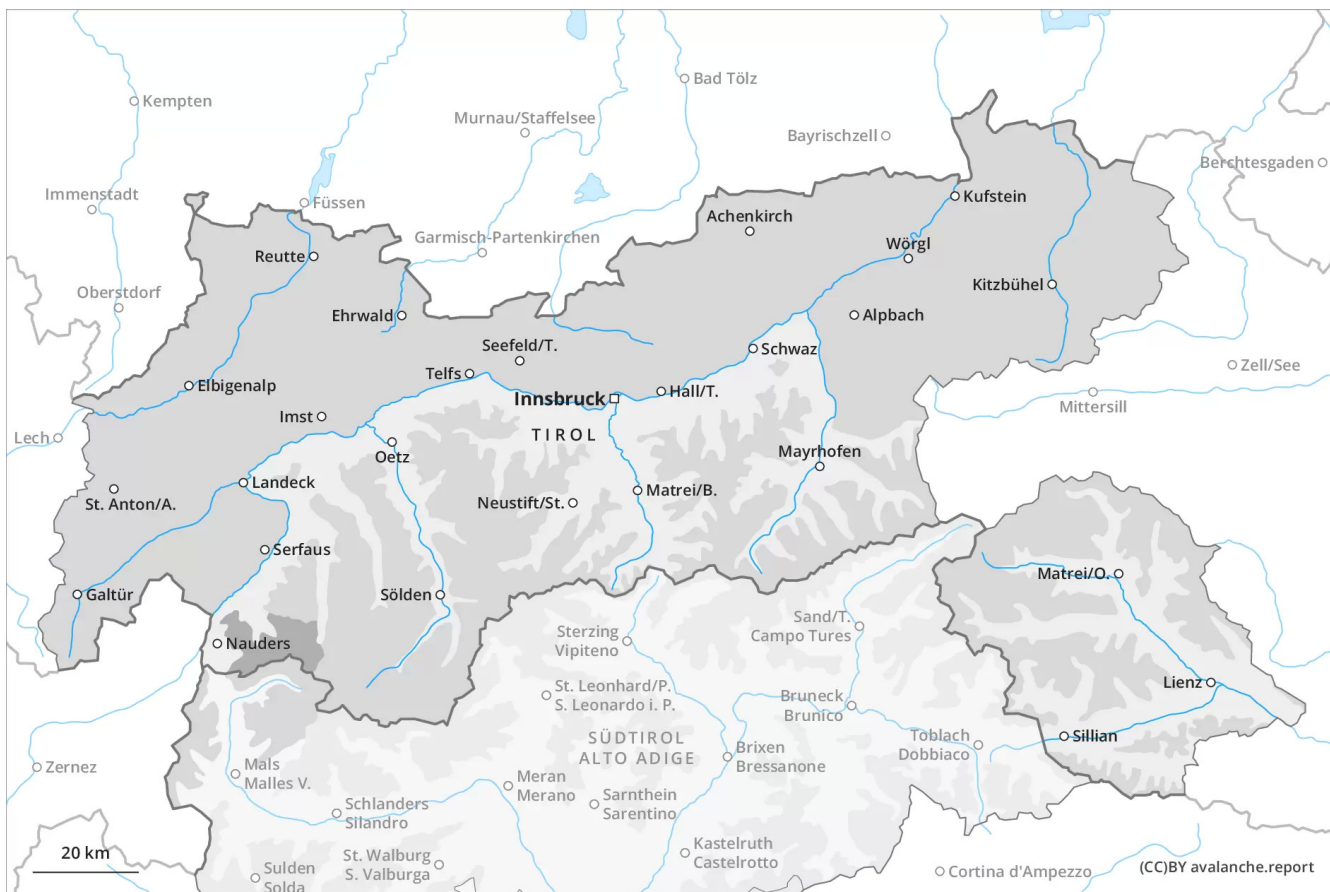 Bad Tölz
Kempten
Murnau/Staffelsee
Bayrischzell
Berchtesgaden
Immenstadt
Füssen
Kufstein
Achenkirch
Garmisch-Partenkirchen
Wörgl
Reutte
Kitzbühel
Oberstdorf
Ehrwald
Alpbach
Seefeld/T.
Schwaz
Zell/See
Telfs
Elbigenalp
Hall/T.
Innsbruck
Mittersill
Imst
TIROL
Lech
Oetz
Mayrhofen
Landeck
Matrei/B.
St. Anton/A.
Neustift/St.
Serfaus
Matrei/O.
Galtür
Sölden
Sand/T.
Campo Tures
Sterzing
Vipiteno
Nauders
Lienz
St. Leonhard/P.
S. Leonardo i. P.
Bruneck
Brunico
SÜDTIROL
ALTO ADIGE
Sillian
Toblach
Dobbiaco
Brixen
Bressanone
Zernez
Mals
Malles V.
Meran
Merano
Sarnthein
Sarentino
Schlanders
Silandro
Kastelruth
Castelrotto
20 km
St. Walburg
S. Valburga
Sulden
Solda
Cortina d'Ampezzo
(CC)BY avalanche.report